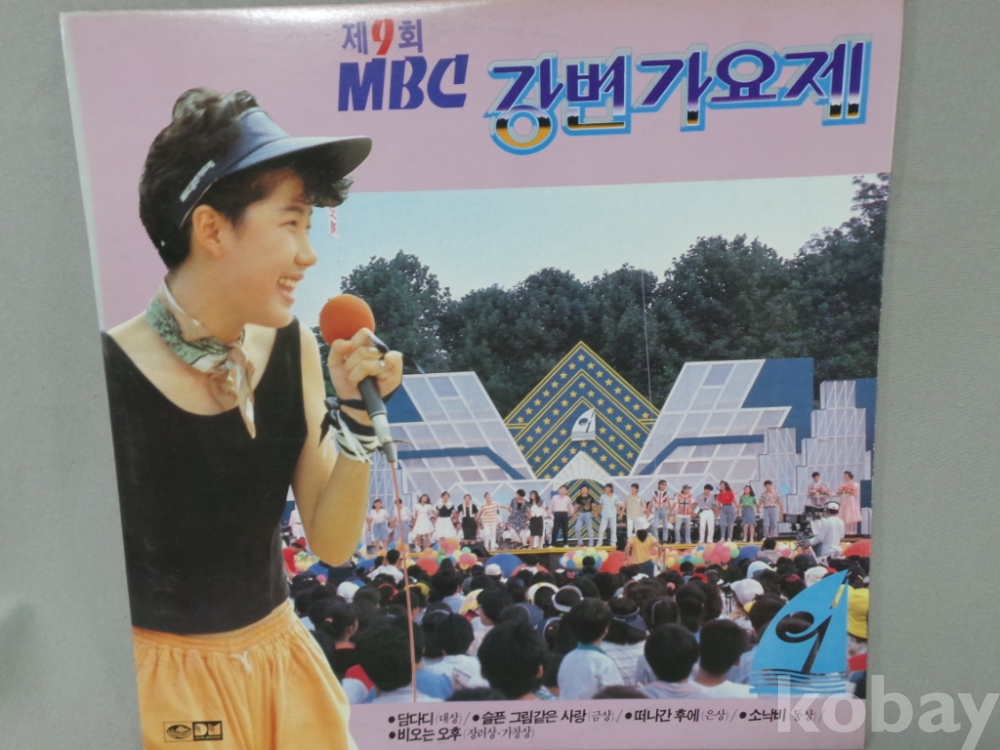 제9회
MBC 강변가요제
9
• 담다디(대상)/ • 슬픈 그림같은 사랑(금상)/ • 떠나간 후에(은상)/ • 소낙비(동상)/
• 비오는 오후(장려상·가창상)
kobay